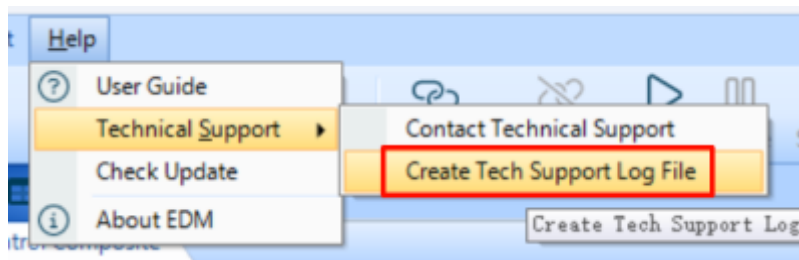 Help
User Guide
Technical Support
Contact Technical Support
Check Update
Create Tech Support Log File
About EDM
Create Tech Support Log